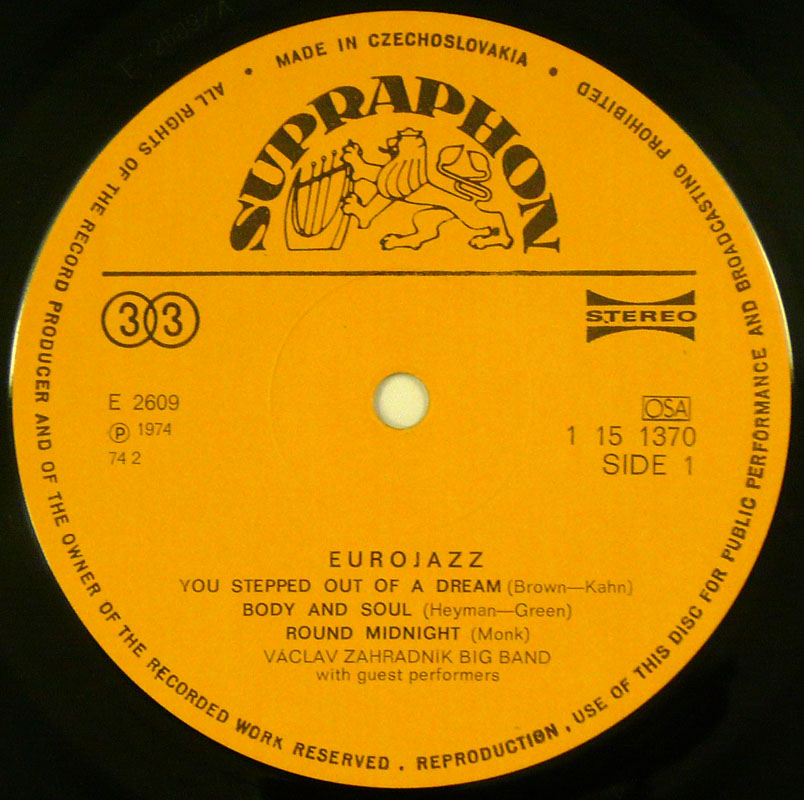 MADE IN CZECHOSLOVAKIA
SUPRAPHON
33
STEREO
E 2609
℗ 1974
74 2
OSA
1 15 1370
SIDE 1
EUROJAZZ
YOU STEPPED OUT OF A DREAM (Brown—Kahn)
BODY AND SOUL (Heyman—Green)
ROUND MIDNIGHT (Monk)
VÁCLAV ZAHRADNÍK BIG BAND
with guest performers
ALL RIGHTS OF THE RECORD PRODUCER AND OF THE OWNER OF THE RECORDED WORK RESERVED . REPRODUCTION , USE OF THIS DISC FOR PUBLIC PERFORMANCE AND BROADCASTING PROHIBITED